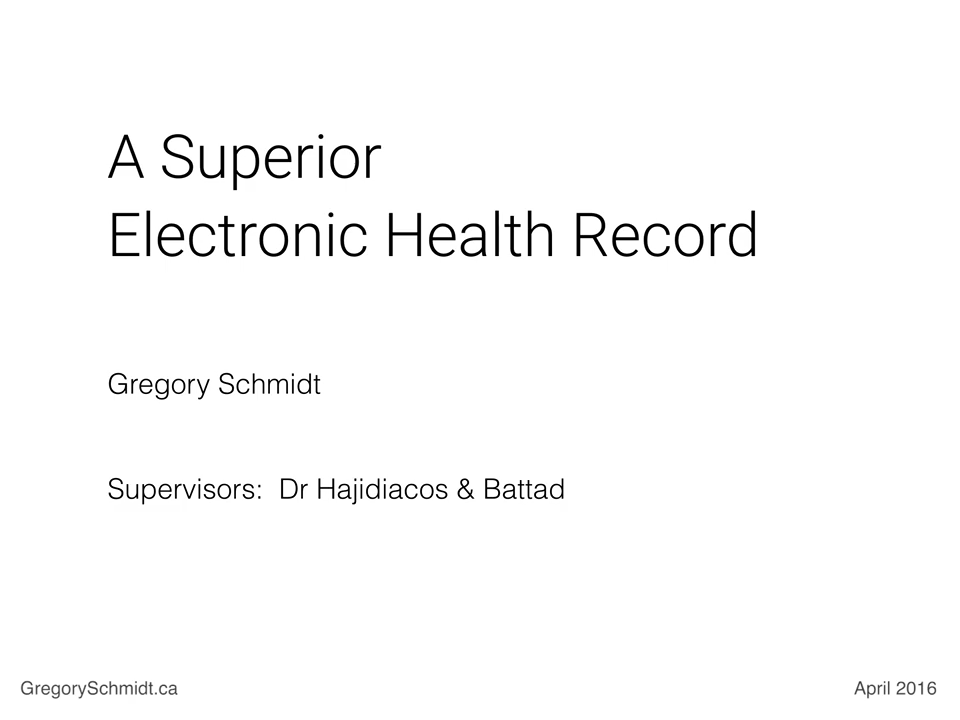 A Superior
Electronic Health Record
Gregory Schmidt
Supervisors:  Dr Hajidiacos & Battad
GregorySchmidt.ca
April 2016